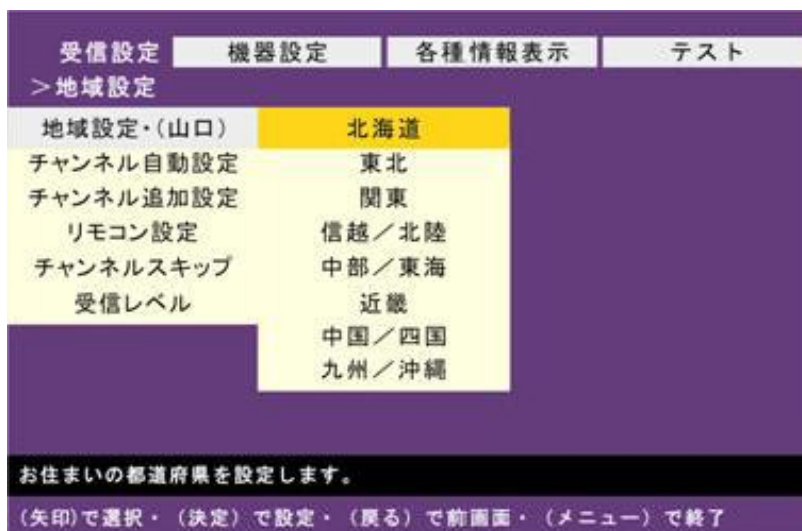 受信設定 機器設定 各種情報表示 テスト
＞地域設定
地域設定・(山口) 北海道
チャンネル自動設定 東北
チャンネル追加設定 関東
リモコン設定 信越／北陸
チャンネルスキップ 中部／東海
受信レベル 近畿
中国／四国
九州／沖縄
お住まいの都道府県を設定します。
(矢印)で選択・（決定）で設定・（戻る）で前画面・（メニュー）で終了